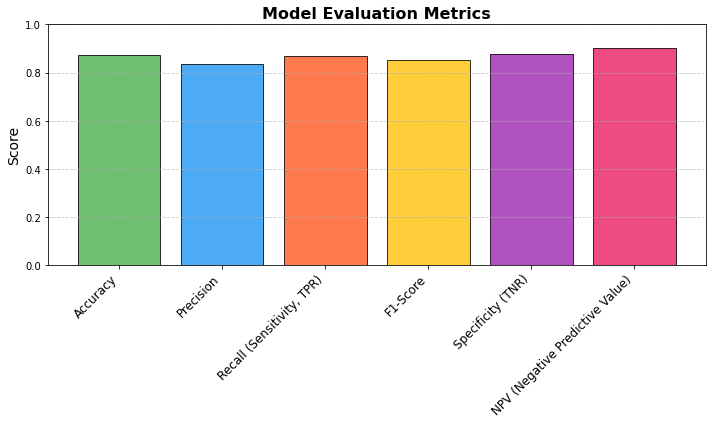 Model Evaluation Metrics
Score
1.0
0.8
0.6
0.4
0.2
0.0
Accuracy
Precision
Recall (Sensitivity, TPR)
F1-Score
Specificity (TNR)
NPV (Negative Predictive Value)